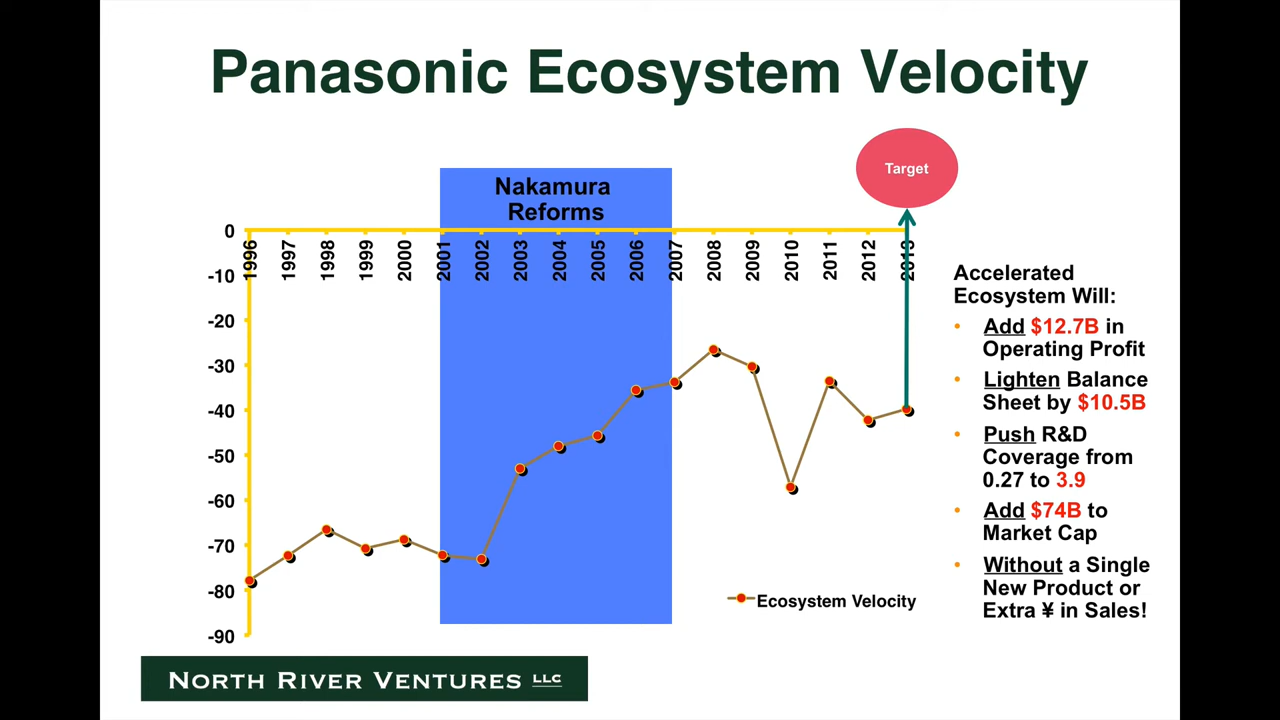 Panasonic Ecosystem Velocity
Target
Nakamura
Reforms
0
-10
-20
-30
-40
-50
-60
-70
-80
-90
1996
1997
1998
1999
2000
2001
2002
2003
2004
2005
2006
2007
2008
2009
2010
2011
2012
2013
Ecosystem Velocity
Accelerated
Ecosystem Will:
• Add $12.7B in
Operating Profit
• Lighten Balance
Sheet by $10.5B
• Push R&D
Coverage from
0.27 to 3.9
• Add $74B to
Market Cap
• Without a Single
New Product or
Extra ¥ in Sales!
NORTH RIVER VENTURES LLC